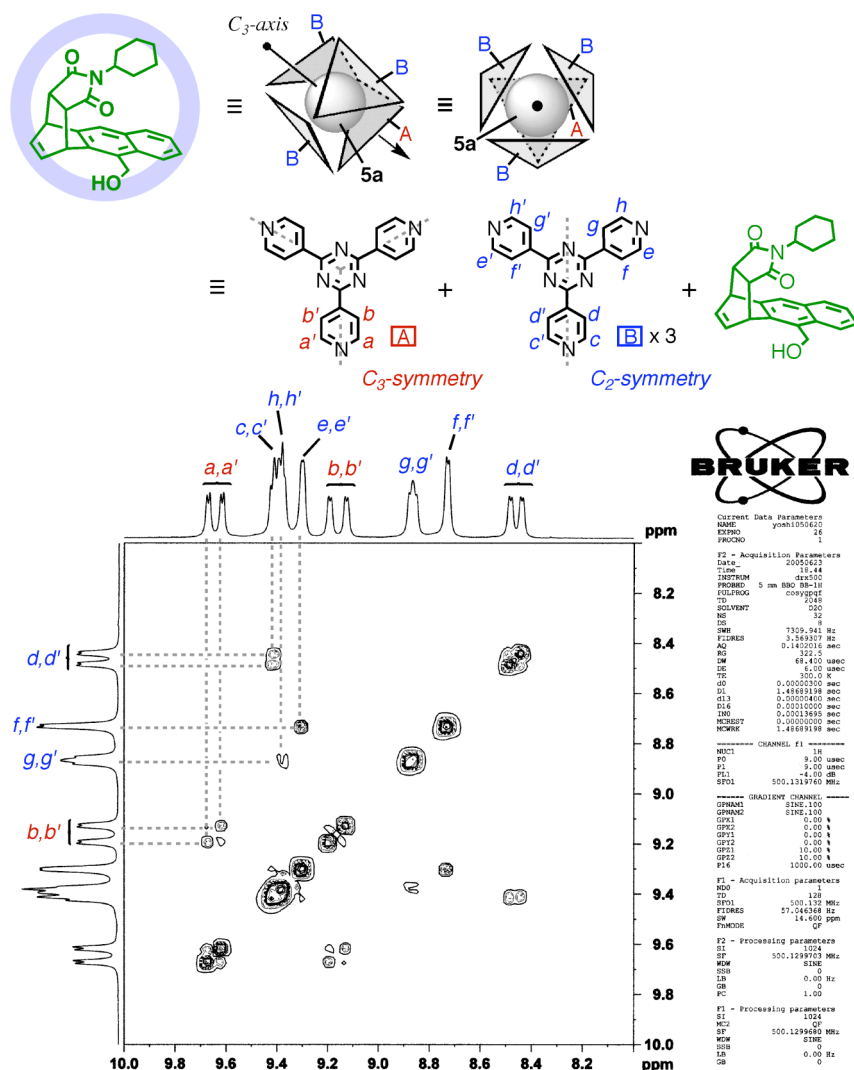 C3-axis
B
B
B
A
5a
≡
≡
B
B
B
A
5a
O
N
O
HO
≡
N
N
N
N
N
N
b'
b
a'
a
A
C3-symmetry
+
h'
g'
e'
f'
g
h
e
f
N
N
N
N
N
N
d'
d
c'
c
B x 3
C2-symmetry
+
O
N
O
HO
h,h'
c,c'
e,e'
a,a'
b,b'
g,g'
f,f'
d,d'
ppm
8.2
8.4
8.6
8.8
9.0
9.2
9.4
9.6
9.8
10.0
d,d'
f,f'
g,g'
b,b'
10.0 9.8 9.6 9.4 9.2 9.0 8.8 8.6 8.4 8.2 ppm
BRUKER
Current Data Parameters
NAME yoshi050620
EXPNO 26
PROCNO 1
F2 - Acquisition Parameters
Date_ 20050623
Time 18.44
INSTRUM drx500
PROBHD 5 mm BBO BB-1H
PULPROG cosygpqf
TD 2048
SOLVENT D2O
NS 32
DS 8
SWH 7309.941 Hz
FIDRES 3.569307 Hz
AQ 0.1402016 sec
RG 322.5
DW 68.400 usec
DE 6.00 usec
TE 300.0 K
d0 0.00000300 sec
D1 1.48689198 sec
d13 0.00000400 sec
D16 0.00010000 sec
IN0 0.00013695 sec
MCREST 0.00000000 sec
MCWRK 1.48689198 sec
======== CHANNEL f1 ========
NUC1 1H
P0 9.00 usec
P1 9.00 usec
PL1 -4.00 dB
SFO1 500.1319760 MHz
====== GRADIENT CHANNEL =====
GPNAM1 SINE.100
GPNAM2 SINE.100
GPX1 0.00 %
GPX2 0.00 %
GPY1 0.00 %
GPY2 0.00 %
GPZ1 10.00 %
GPZ2 10.00 %
P16 1000.00 usec
F1 - Acquisition parameters
ND0 1
TD 128
SFO1 500.132 MHz
FIDRES 57.046368 Hz
SW 14.600 ppm
FnMODE QF
F2 - Processing parameters
SI 1024
SF 500.1299703 MHz
WDW SINE
SSB 0
LB 0.00 Hz
GB 0
PC 1.00
F1 - Processing parameters
SI 1024
MC2 QF
SF 500.1299680 MHz
WDW SINE
SSB 0
LB 0.00 Hz
GB 0